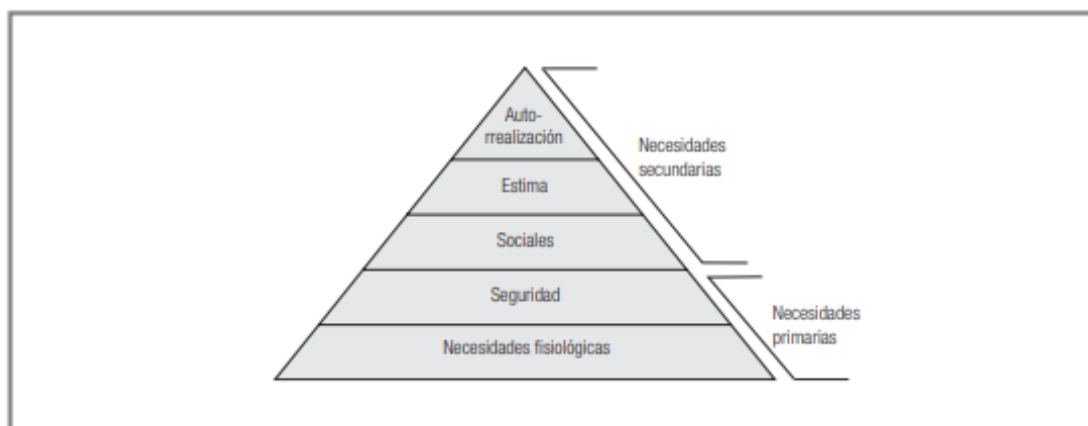 Auto-
rrealización
Necesidades
secundarias
Estima
Sociales
Seguridad
Necesidades
primarias
Necesidades fisiológicas